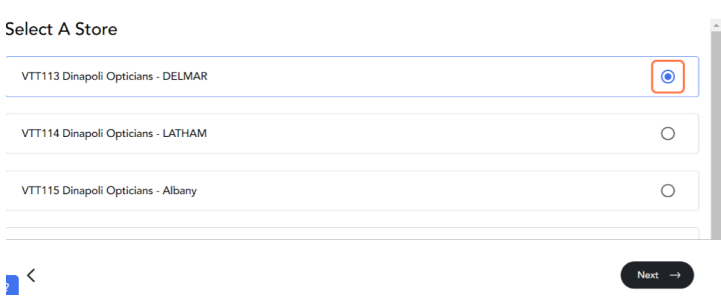 Select A Store
VTT113 Dinapoli Opticians - DELMAR
VTT114 Dinapoli Opticians - LATHAM
VTT115 Dinapoli Opticians - Albany
Next →